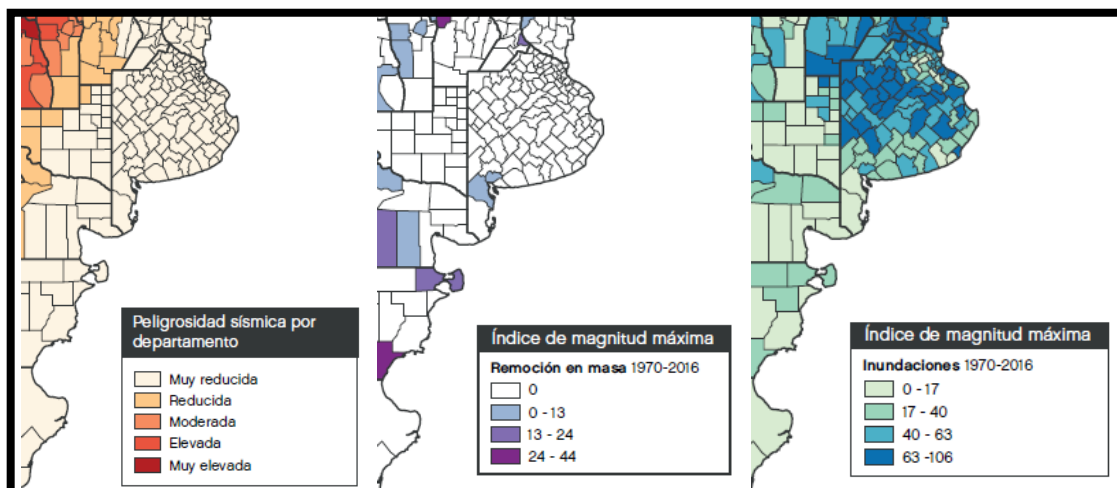 Peligrosidad sísmica por
departamento
Muy reducida
Reducida
Moderada
Elevada
Muy elevada
Índice de magnitud máxima
Remoción en masa 1970-2016
0
0 -13
13 - 24
24 - 44
Índice de magnitud máxima
Inundaciones 1970-2016
0 -17
17 - 40
40 - 63
63 -106